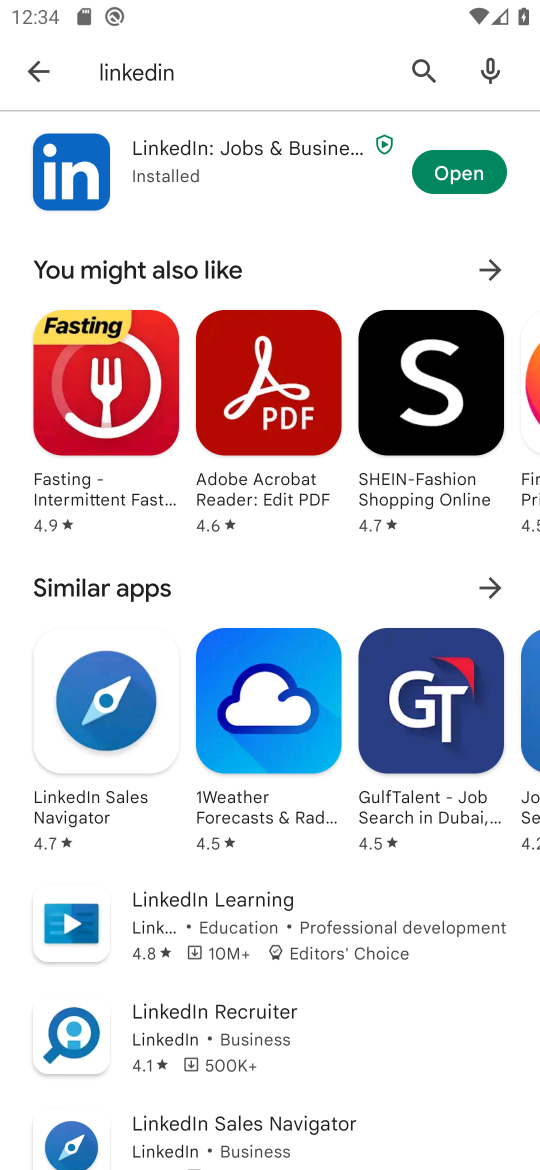 12:34
linkedin
in
LinkedIn: Jobs & Busine...
Installed
Open
You might also like
Fasting
PDF
S
Fasting -
Intermittent Fast...
4.9 ★
Adobe Acrobat
Reader: Edit PDF
4.6 ★
SHEIN-Fashion
Shopping Online
4.7 ★
Fir
Pri
4.5
Similar apps
GT
LinkedIn Sales
Navigator
4.7 ★
1Weather
Forecasts & Rad...
4.5 ★
GulfTalent - Job
Search in Dubai,...
4.5 ★
Jo
Se
4.2
LinkedIn Learning
Link... • Education • Professional development
4.8 ★ 10M+ Editors' Choice
LinkedIn Recruiter
LinkedIn • Business
4.1 ★ 500K+
LinkedIn Sales Navigator
LinkedIn • Business